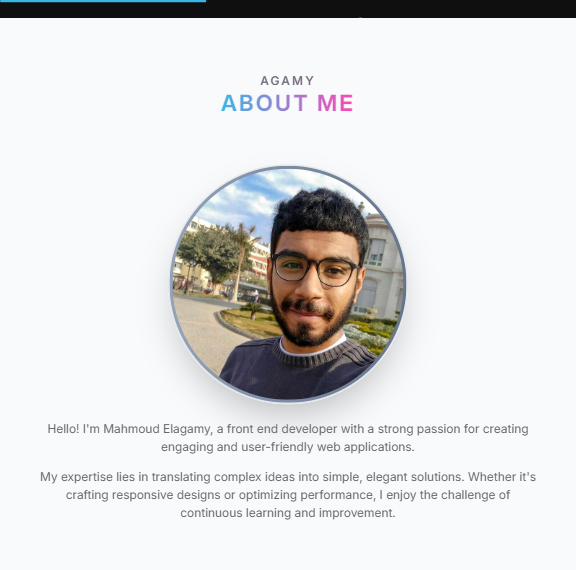 AGAMY
ABOUT ME
Hello! I'm Mahmoud Elagamy, a front end developer with a strong passion for creating
engaging and user-friendly web applications.
My expertise lies in translating complex ideas into simple, elegant solutions. Whether it's
crafting responsive designs or optimizing performance, I enjoy the challenge of
continuous learning and improvement.